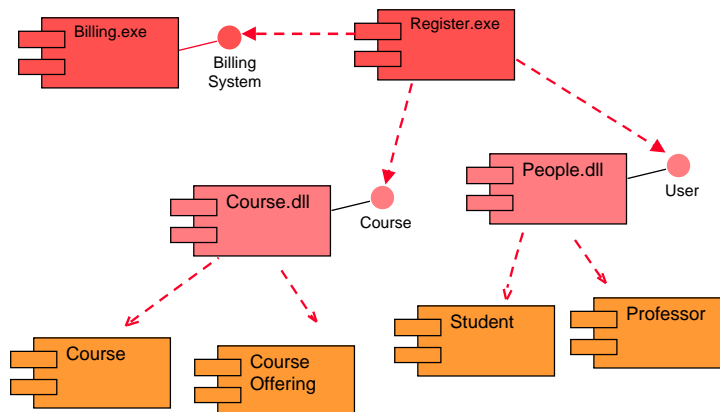 Billing.exe
Register.exe
Billing
System
Course.dll
Course
People.dll
User
Course
Course
Offering
Student
Professor